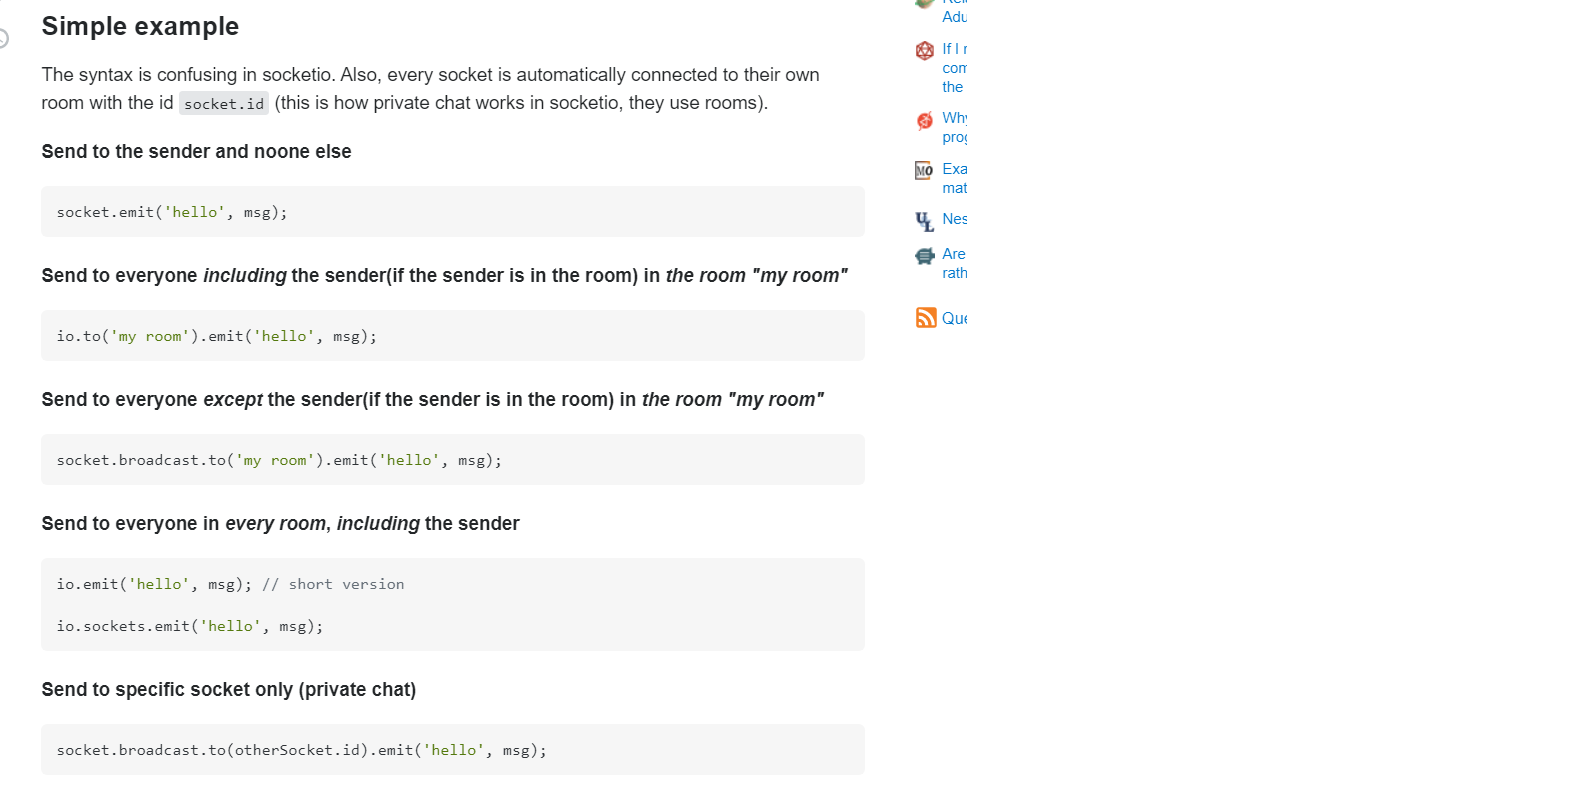 Simple example
The syntax is confusing in socketio. Also, every socket is automatically connected to their own
room with the id socket.id (this is how private chat works in socketio, they use rooms).
Send to the sender and noone else
socket.emit('hello', msg);
Send to everyone including the sender(if the sender is in the room) in the room "my room"
io.to('my room').emit('hello', msg);
Send to everyone except the sender(if the sender is in the room) in the room "my room"
socket.broadcast.to('my room').emit('hello', msg);
Send to everyone in every room, including the sender
io.emit('hello', msg); // short version
io.sockets.emit('hello', msg);
Send to specific socket only (private chat)
socket.broadcast.to(otherSocket.id).emit('hello', msg);
Adu
If I r
com
the
Why
prog
MO Exa
mat
UL Nes
Are
rath
Que